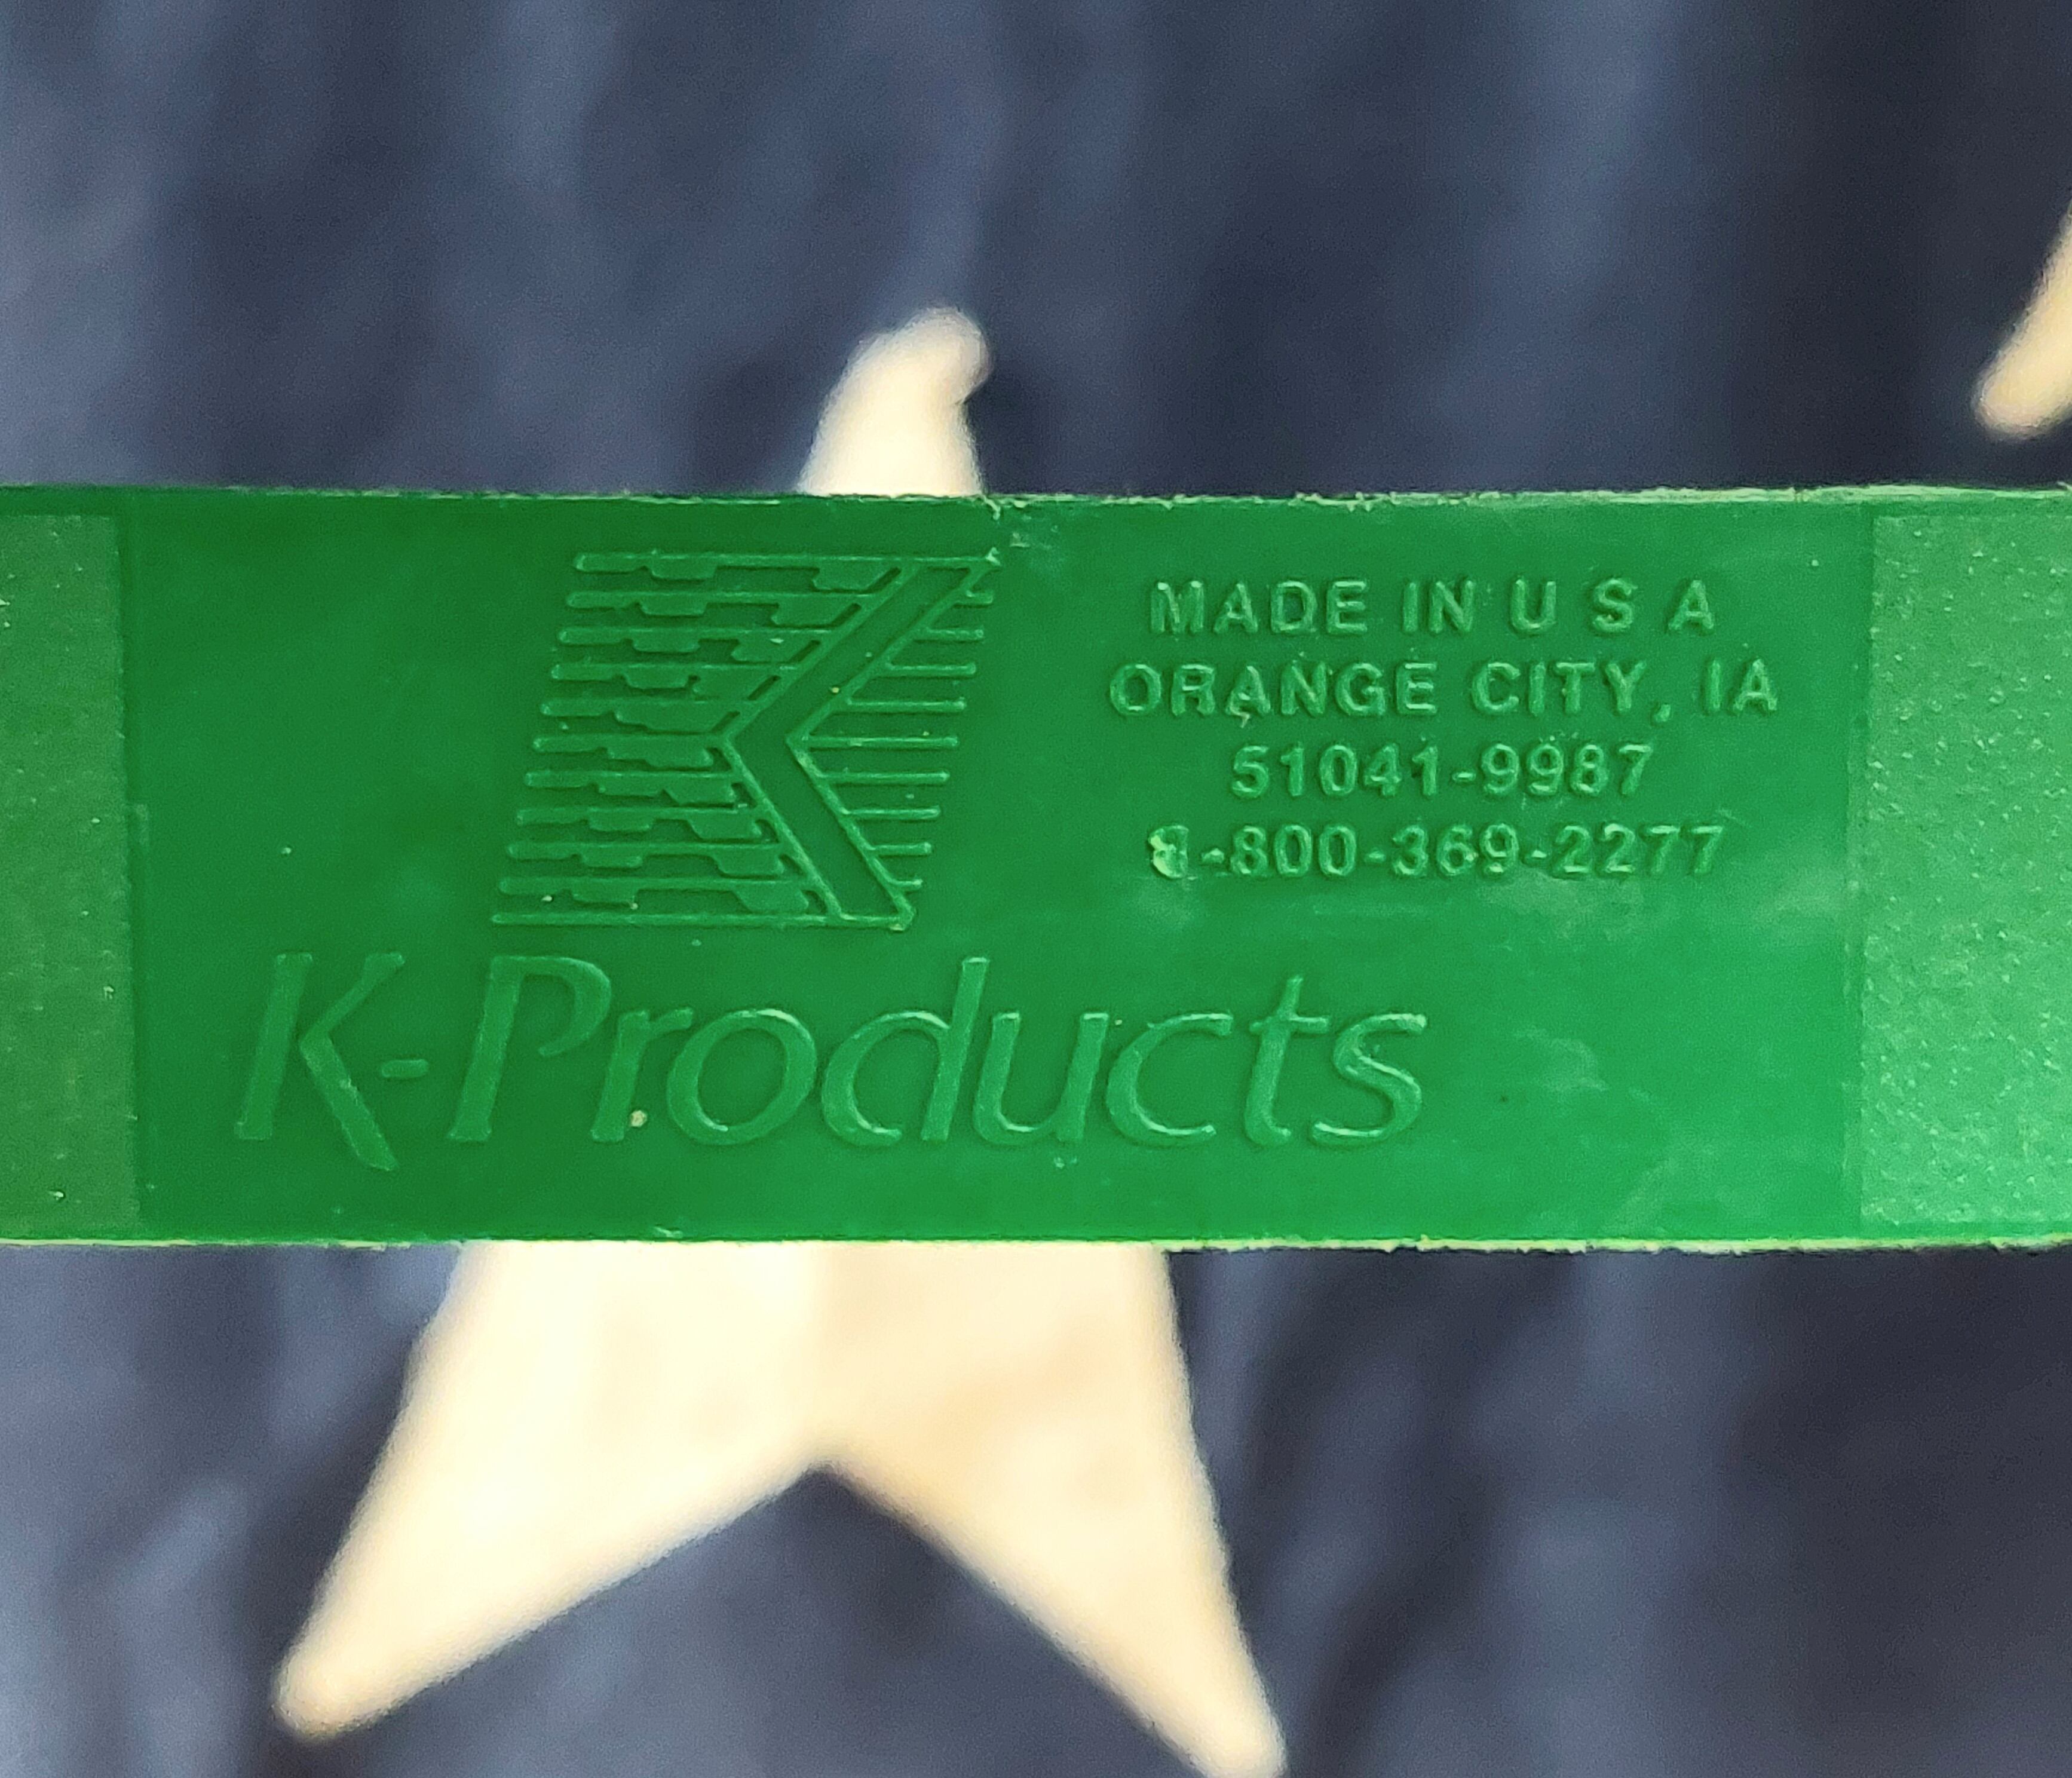 MADE IN U S A
ORANGE CITY, IA
51041-9987
1-800-369-2277
K-Products